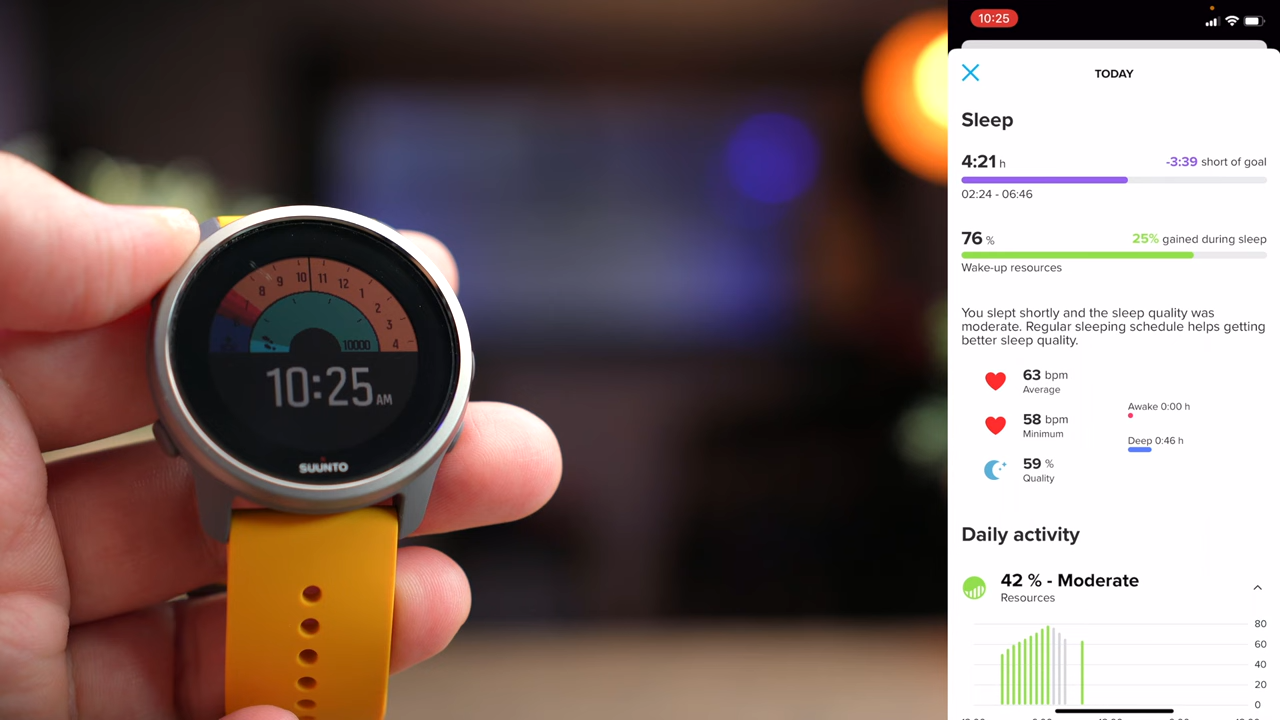 8 9 10 11 12 1 2 3 4
10000
10:25 AM
SUUNTO
10:25
TODAY
Sleep
4:21 h
-3:39 short of goal
02:24 - 06:46
76 %
25% gained during sleep
Wake-up resources
You slept shortly and the sleep quality was
moderate. Regular sleeping schedule helps getting
better sleep quality.
63 bpm
Average
58 bpm
Minimum
59 %
Quality
Awake 0:00 h
Deep 0:46 h
Daily activity
42 % - Moderate
Resources
80
60
40
20
0